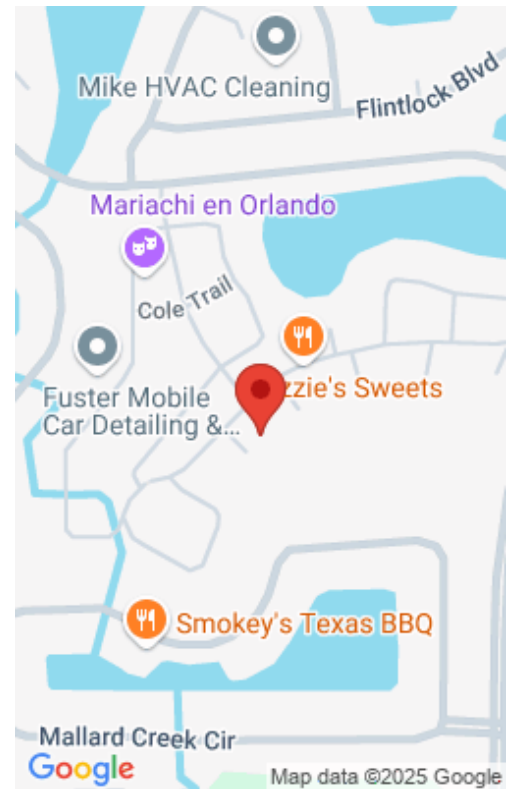 Mike HVAC Cleaning
Flintlock Blvd
Mariachi en Orlando
Cole Trail
zzie's Sweets
Fuster Mobile
Car Detailing &...
Smokey's Texas BBQ
Mallard Creek Cir
Google
Map data ©2025 Google